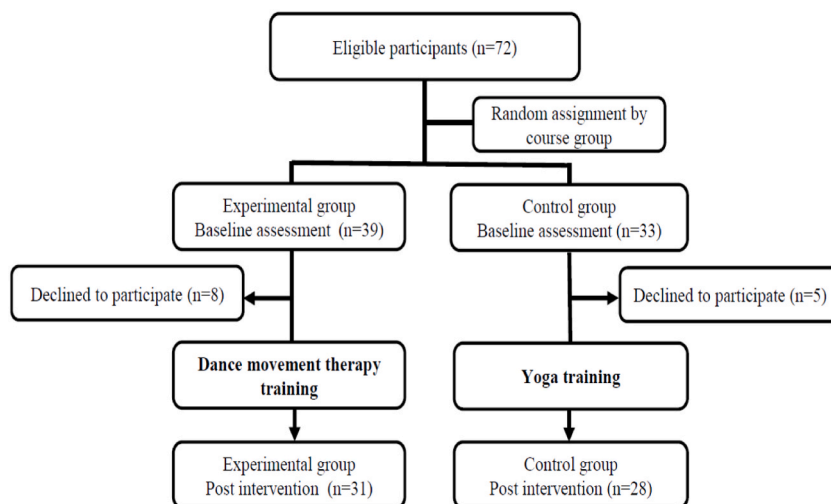 Eligible participants (n=72)
Random assignment by
course group
Experimental group
Baseline assessment (n=39)
Control group
Baseline assessment (n=33)
Declined to participate (n=8)
Declined to participate (n=5)
Dance movement therapy
training
Yoga training
Experimental group
Post intervention (n=31)
Control group
Post intervention (n=28)